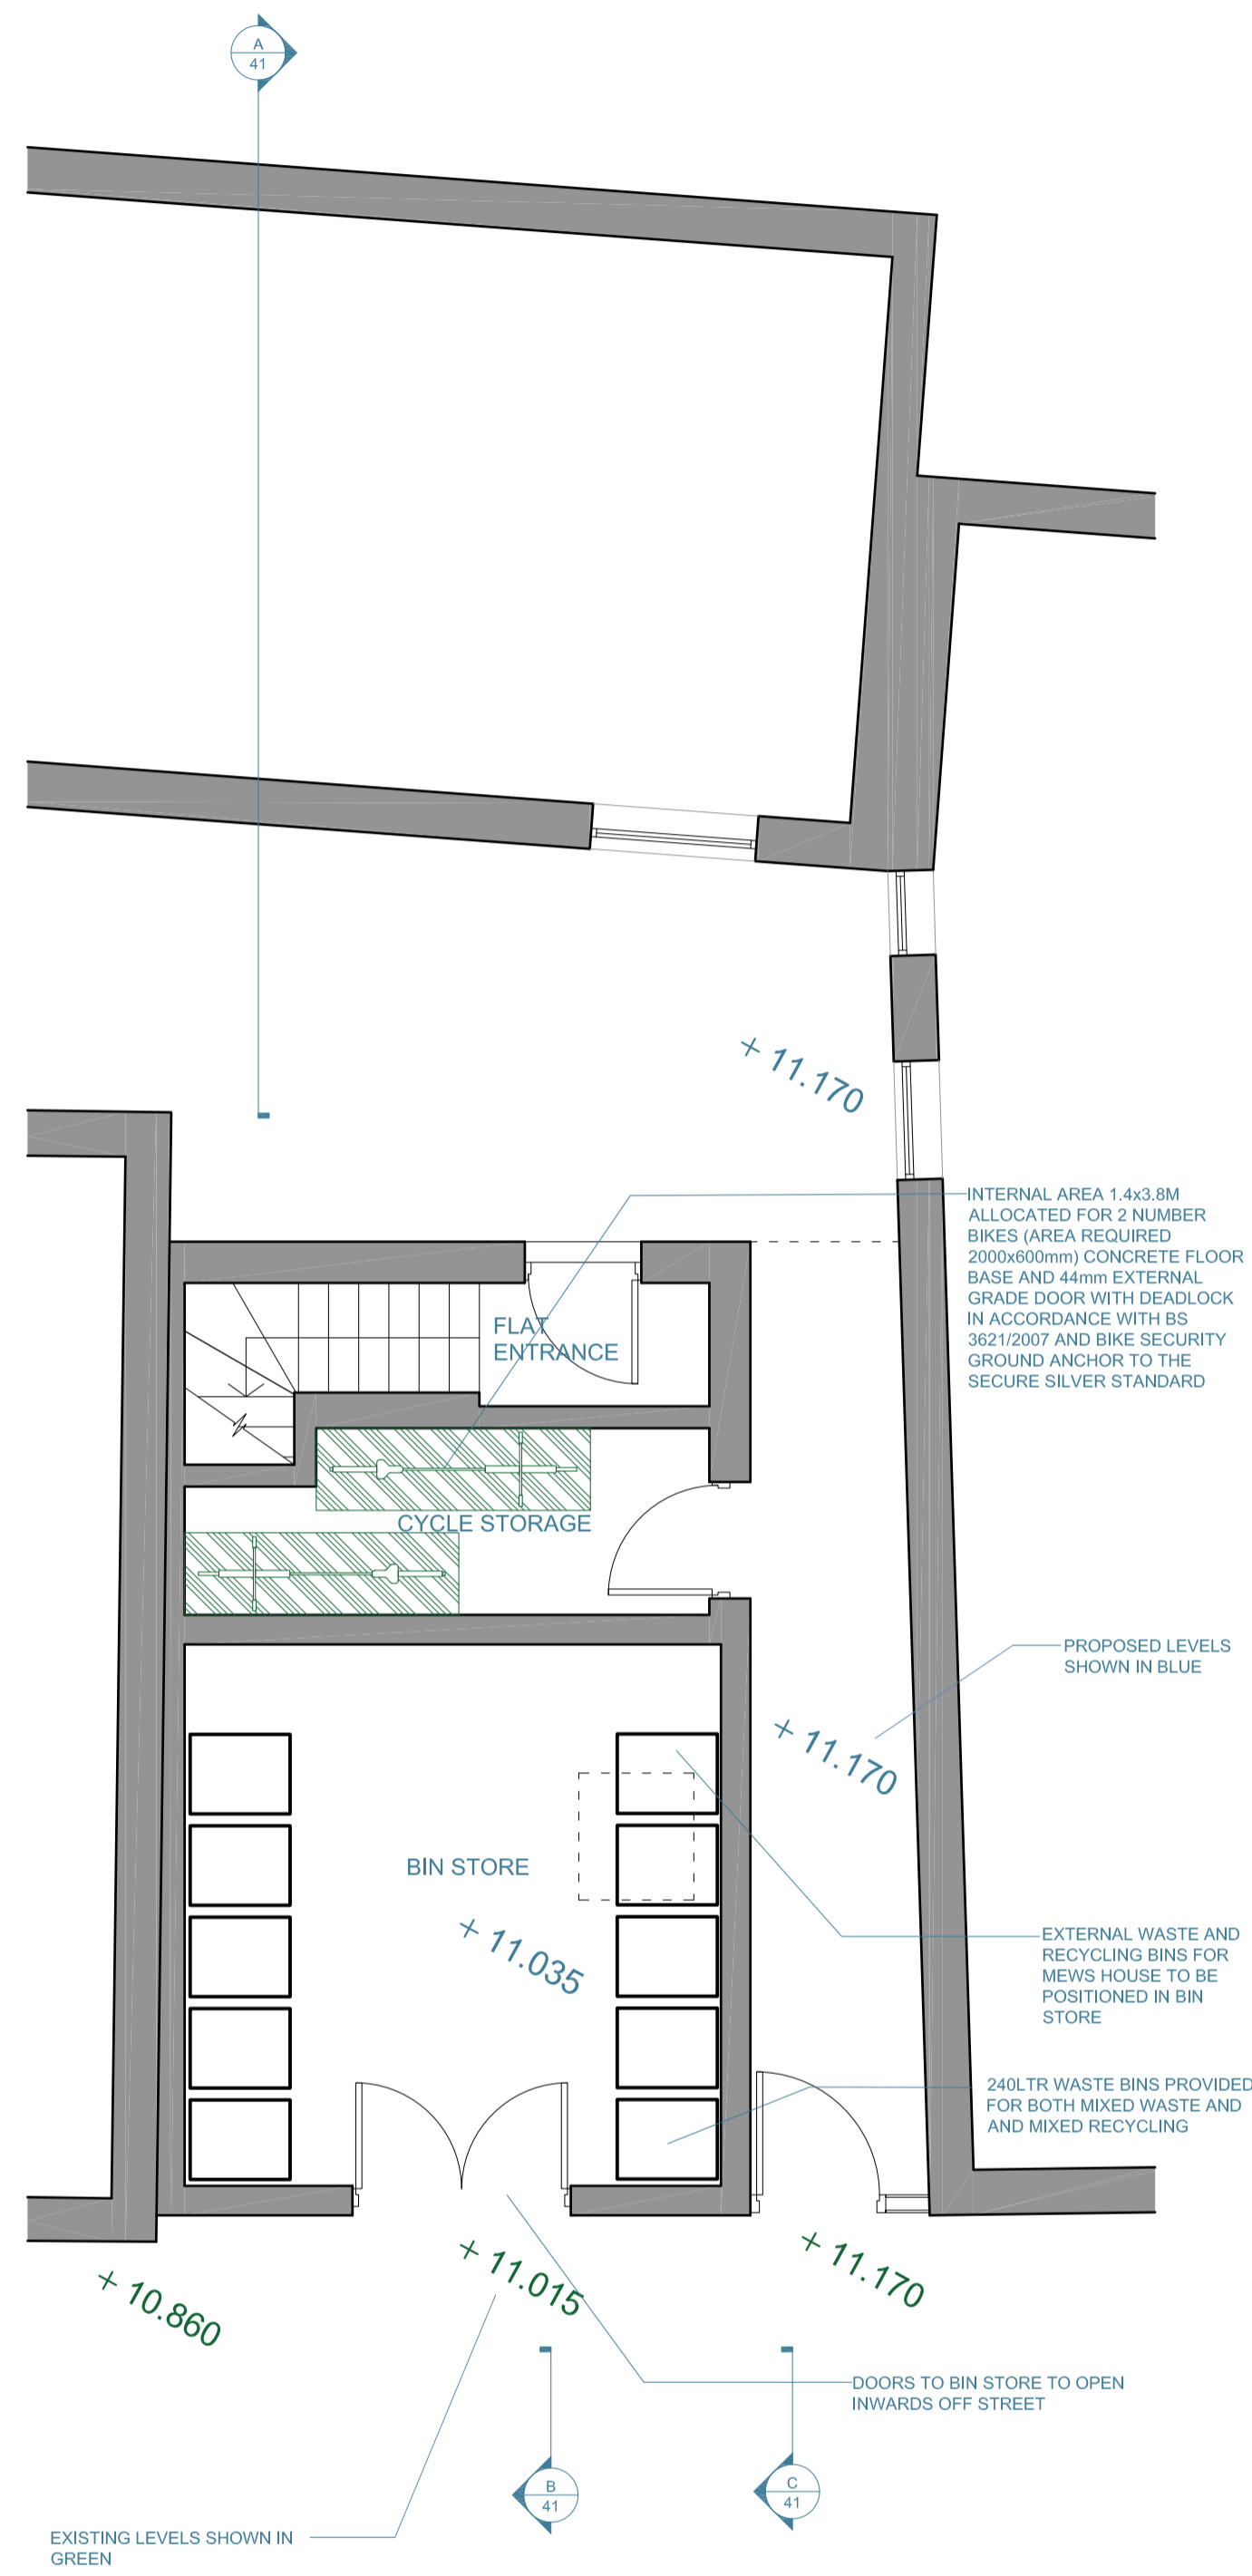 A
41
+ 11.170
INTERNAL AREA 1.4x3.8M
ALLOCATED FOR 2 NUMBER
BIKES (AREA REQUIRED
2000x600mm) CONCRETE FLOOR
BASE AND 44mm EXTERNAL
GRADE DOOR WITH DEADLOCK
IN ACCORDANCE WITH BS
3621/2007 AND BIKE SECURITY
GROUND ANCHOR TO THE
SECURE SILVER STANDARD
FLAT
ENTRANCE
CYCLE STORAGE
PROPOSED LEVELS
SHOWN IN BLUE
+ 11.170
BIN STORE
+ 11.035
EXTERNAL WASTE AND
RECYCLING BINS FOR
MEWS HOUSE TO BE
POSITIONED IN BIN
STORE
240LTR WASTE BINS PROVIDED
FOR BOTH MIXED WASTE AND
AND MIXED RECYCLING
+ 10.860
+ 11.015
+ 11.170
DOORS TO BIN STORE TO OPEN
INWARDS OFF STREET
B
41
C
41
EXISTING LEVELS SHOWN IN
GREEN